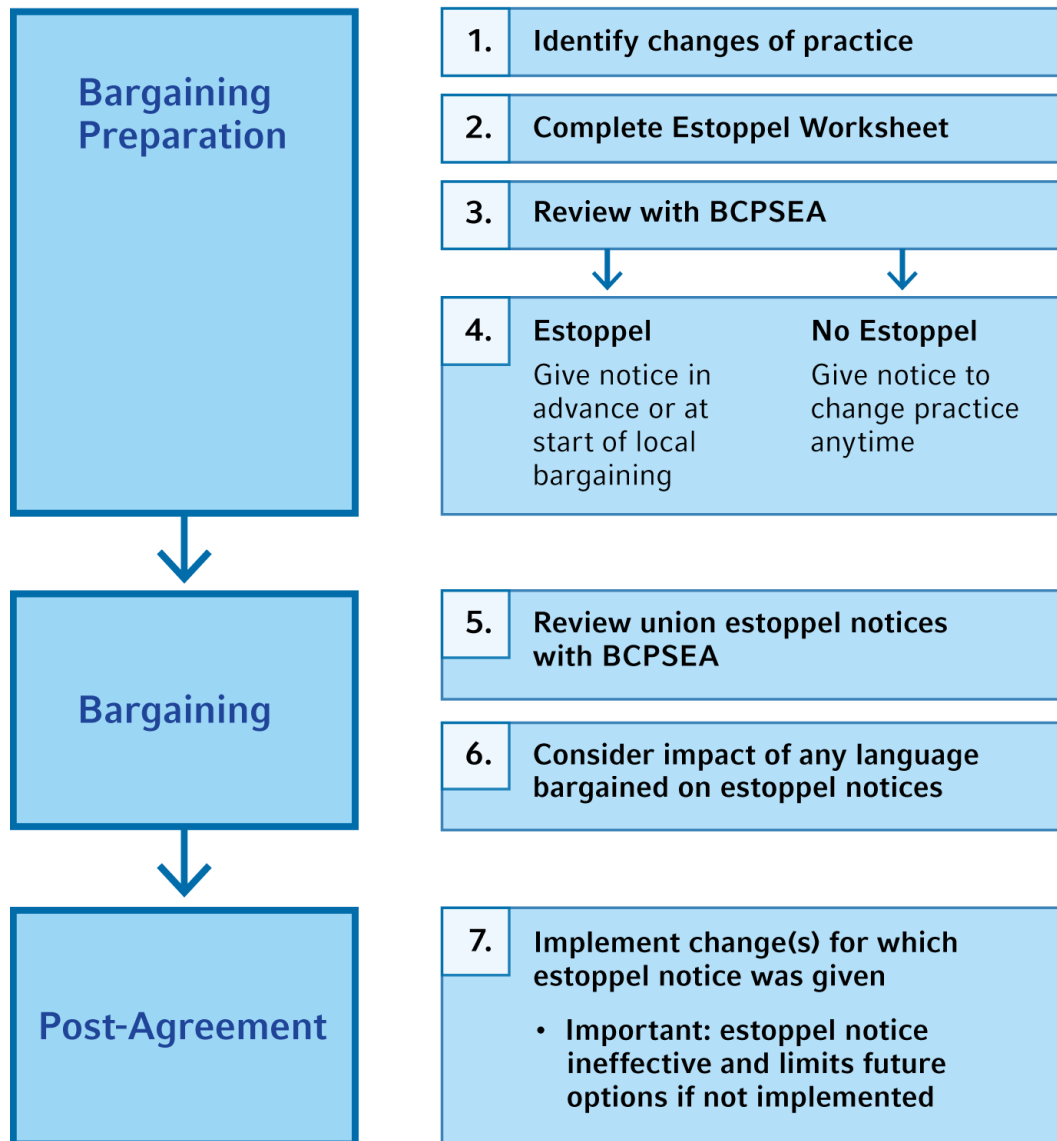 Bargaining
Preparation
1. Identify changes of practice
2. Complete Estoppel Worksheet
3. Review with BCPSEA
4. Estoppel
Give notice in
advance or at
start of local
bargaining
No Estoppel
Give notice to
change practice
anytime
Bargaining
5. Review union estoppel notices
with BCPSEA
6. Consider impact of any language
bargained on estoppel notices
Post-Agreement
7. Implement change(s) for which
estoppel notice was given
• Important: estoppel notice
ineffective and limits future
options if not implemented